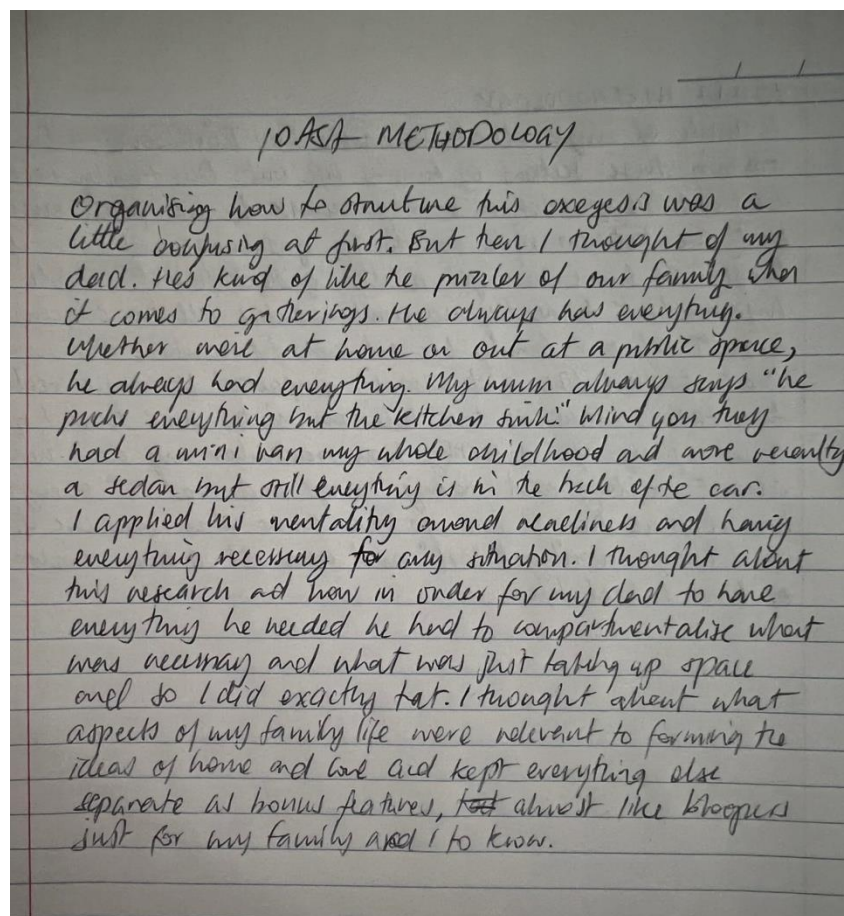 METHODOLOGY
Organising how to structure this exegesis was a
little confusing at first. But then I thought of my
dad. He's kind of like the puzzler of our family when
it comes to gatherings. He always has everything.
Whether we're at home or out at a public space,
he always had everything. My mum always says "he
packs everything but the kitchen sink." Mind you they
had a mini van my whole childhood and more recently
a sedan but still everything is in the back of the car.
I applied his mentality around readiness and having
everything necessary for any situation. I thought about
this research and how in order for my dad to have
everything he needed he had to compartmentalise what
was necessary and what was just taking up space
and so I did exactly that. I thought about what
aspects of my family life were relevant to forming the
ideas of home and love and kept everything else
separate as bonus features, almost like bloopers
just for my family and I to know.